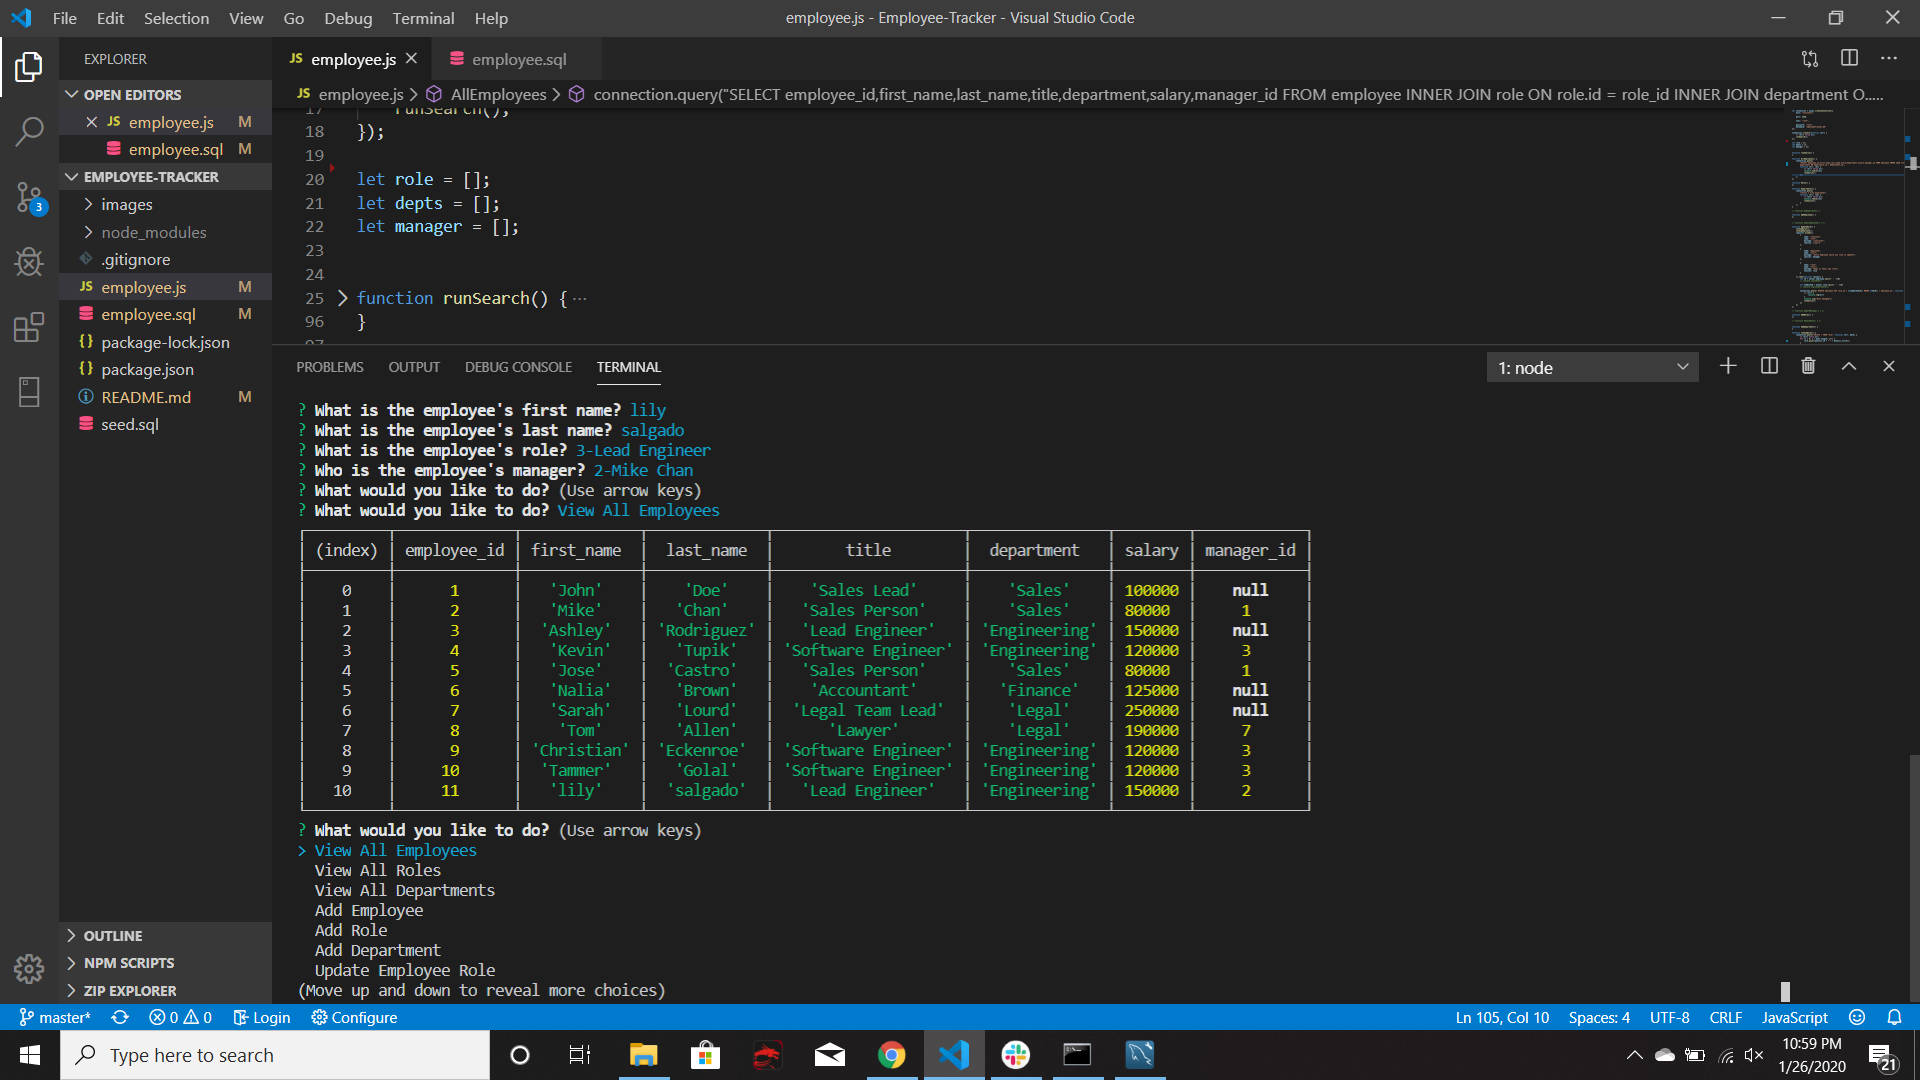 File Edit Selection View Go Debug Terminal Help
employee.js - Employee-Tracker - Visual Studio Code
EXPLORER
OPEN EDITORS
JS employee.js M
employee.sql M
EMPLOYEE-TRACKER
images
node_modules
.gitignore
JS employee.js M
employee.sql M
{} package-lock.json
{} package.json
README.md M
seed.sql
OUTLINE
NPM SCRIPTS
ZIP EXPLORER
3
JS employee.js
employee.sql
JS employee.js > AllEmployees > connection.query("SELECT employee_id,first_name,last_name,title,department,salary,manager_id FROM employee INNER JOIN role ON role.id = role_id INNER JOIN department O......
17 runSearch();
18 });
19
20 let role = [];
21 let depts = [];
22 let manager = [];
23
24
25 function runSearch() { ...
96 }
97
PROBLEMS OUTPUT DEBUG CONSOLE TERMINAL
1: node
? What is the employee's first name? lily
? What is the employee's last name? salgado
? What is the employee's role? 3-Lead Engineer
? Who is the employee's manager? 2-Mike Chan
? What would you like to do? (Use arrow keys)
? What would you like to do? View All Employees
(index) employee_id first_name last_name title department salary manager_id
0 1 'John' 'Doe' 'Sales Lead' 'Sales' 100000 null
1 2 'Mike' 'Chan' 'Sales Person' 'Sales' 80000 1
2 3 'Ashley' 'Rodriguez' 'Lead Engineer' 'Engineering' 150000 null
3 4 'Kevin' 'Tupik' 'Software Engineer' 'Engineering' 120000 3
4 5 'Jose' 'Castro' 'Sales Person' 'Sales' 80000 1
5 6 'Nalia' 'Brown' 'Accountant' 'Finance' 125000 null
6 7 'Sarah' 'Lourd' 'Legal Team Lead' 'Legal' 250000 null
7 8 'Tom' 'Allen' 'Lawyer' 'Legal' 190000 7
8 9 'Christian' 'Eckenroe' 'Software Engineer' 'Engineering' 120000 3
9 10 'Tammer' 'Golal' 'Software Engineer' 'Engineering' 120000 3
10 11 'lily' 'salgado' 'Lead Engineer' 'Engineering' 150000 2
? What would you like to do? (Use arrow keys)
> View All Employees
View All Roles
View All Departments
Add Employee
Add Role
Add Department
Update Employee Role
(Move up and down to reveal more choices)
master* 0 0 Login Configure
Ln 105, Col 10 Spaces: 4 UTF-8 CRLF JavaScript
Type here to search
10:59 PM
1/26/2020
21